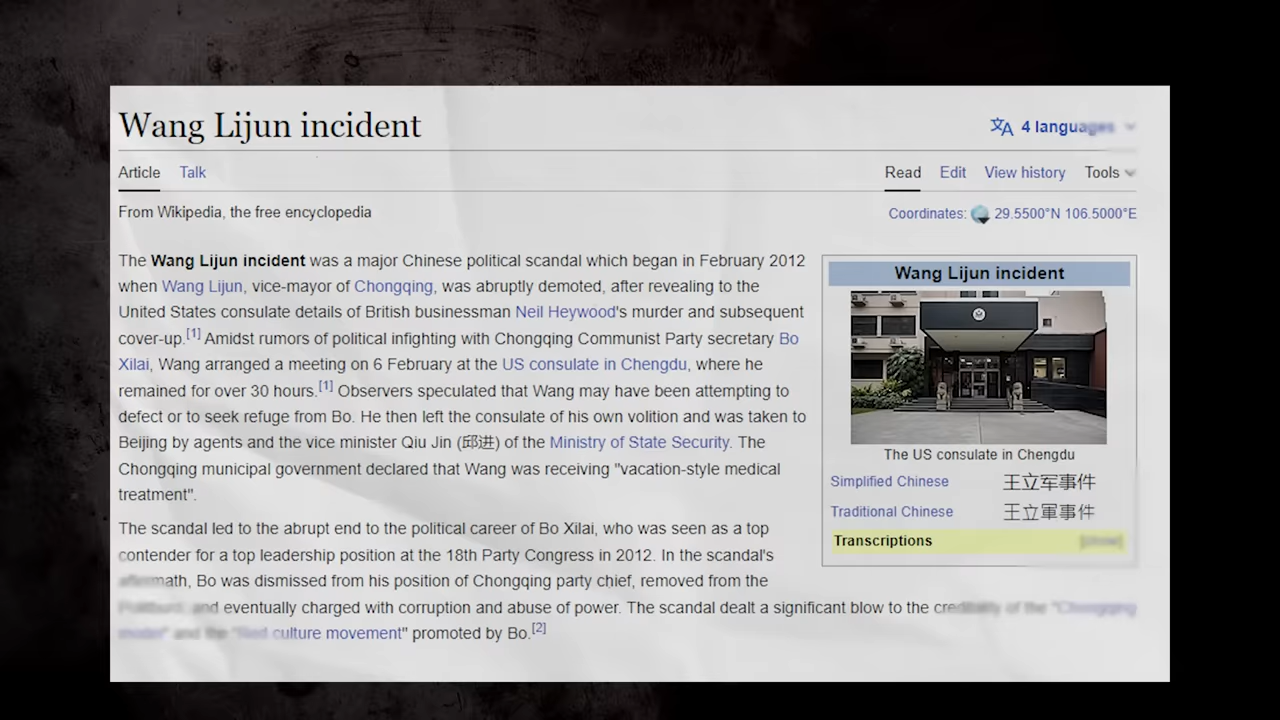 Wang Lijun incident
4 languages
Article Talk
Read Edit View history Tools
From Wikipedia, the free encyclopedia
Coordinates: 29.5500°N 106.5000°E
The Wang Lijun incident was a major Chinese political scandal which began in February 2012
when Wang Lijun, vice-mayor of Chongqing, was abruptly demoted, after revealing to the
United States consulate details of British businessman Neil Heywood's murder and subsequent
cover-up.[1] Amidst rumors of political infighting with Chongqing Communist Party secretary Bo
Xilai, Wang arranged a meeting on 6 February at the US consulate in Chengdu, where he
remained for over 30 hours.[1] Observers speculated that Wang may have been attempting to
defect or to seek refuge from Bo. He then left the consulate of his own volition and was taken to
Beijing by agents and the vice minister Qiu Jin (邱进) of the Ministry of State Security. The
Chongqing municipal government declared that Wang was receiving "vacation-style medical
treatment".
The scandal led to the abrupt end to the political career of Bo Xilai, who was seen as a top
contender for a top leadership position at the 18th Party Congress in 2012. In the scandal's
aftermath, Bo was dismissed from his position of Chongqing party chief, removed from the
Politburo and eventually charged with corruption and abuse of power. The scandal dealt a significant blow to the credibility of the "Chongqing
model" and the "Red culture movement" promoted by Bo.[2]
Wang Lijun incident
The US consulate in Chengdu
Simplified Chinese 王立军事件
Traditional Chinese 王立軍事件
Transcriptions